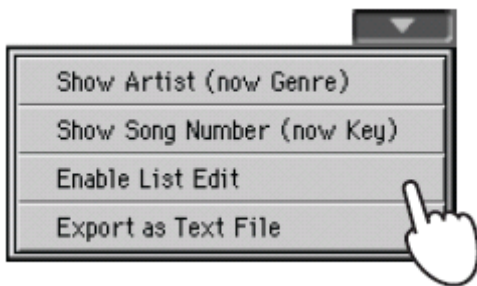 Show Artist (now Genre)
Show Song Number (now Key)
Enable List Edit
Export as Text File